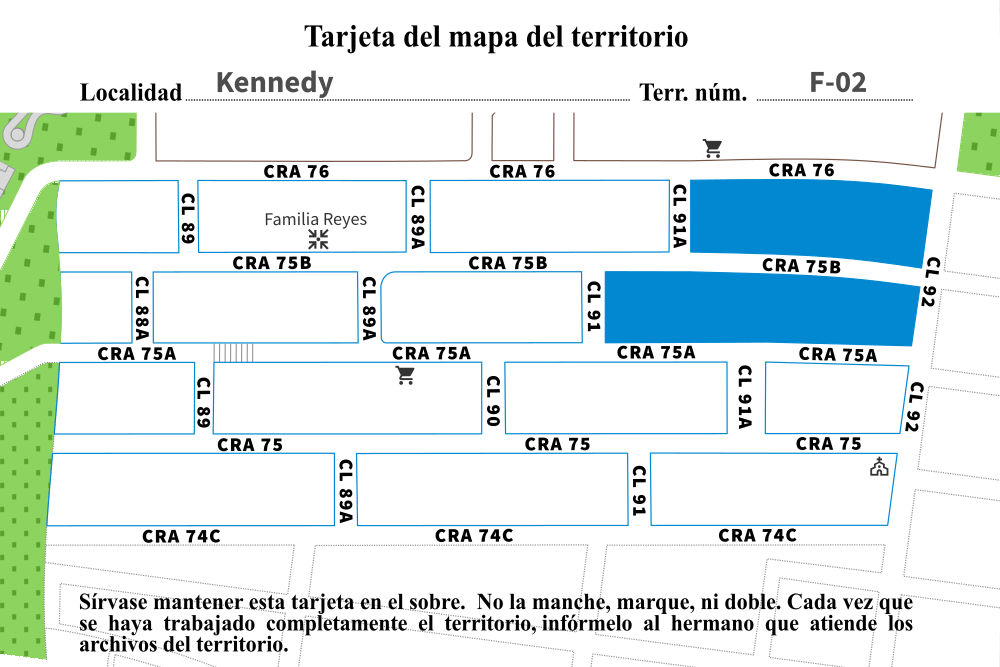 Tarjeta del mapa del territorio
Localidad Kennedy Terr. núm. F-02
CRA 76 CRA 76 CRA 76
CL 89 CL 89A CL 91A
Familia Reyes
CRA 75B CRA 75B CRA 75B
CL 92
CL 88A CL 89A CL 91
CRA 75A CRA 75A CRA 75A CRA 75A
CL 89 CL 90 CL 91A CL 92
CRA 75 CRA 75 CRA 75
CL 89A CL 91
CRA 74C CRA 74C CRA 74C
Sírvase mantener esta tarjeta en el sobre. No la manche, marque, ni doble. Cada vez que
se haya trabajado completamente el territorio, infórmelo al hermano que atiende los
archivos del territorio.